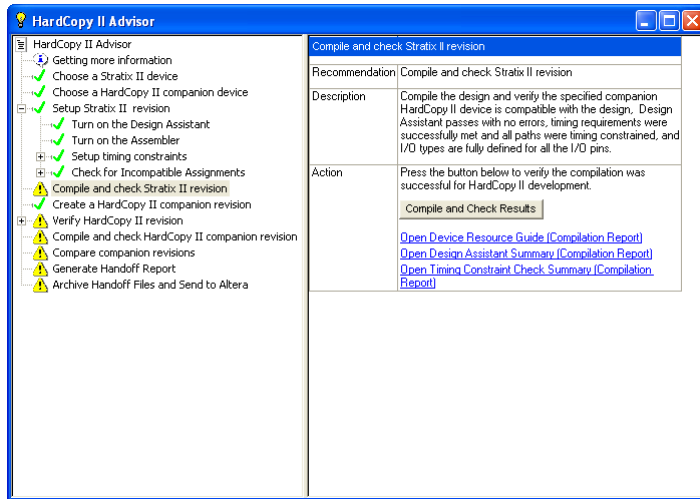 HardCopy II Advisor
HardCopy II Advisor
Getting more information
Choose a Stratix II device
Choose a HardCopy II companion device
Setup Stratix II revision
Turn on the Design Assistant
Turn on the Assembler
Setup timing constraints
Check for Incompatible Assignments
Compile and check Stratix II revision
Create a HardCopy II companion revision
Verify HardCopy II revision
Compile and check HardCopy II companion revision
Compare companion revisions
Generate Handoff Report
Archive Handoff Files and Send to Altera
Compile and check Stratix II revision
Recommendation Compile and check Stratix II revision
Description Compile the design and verify the specified companion
HardCopy II device is compatible with the design, Design
Assistant passes with no errors, timing requirements were
successfully met and all paths were timing constrained, and
I/O types are fully defined for all the I/O pins.
Action Press the button below to verify the compilation was
successful for HardCopy II development.
Compile and Check Results
Open Device Resource Guide (Compilation Report)
Open Design Assistant Summary (Compilation Report)
Open Timing Constraint Check Summary (Compilation
Report)